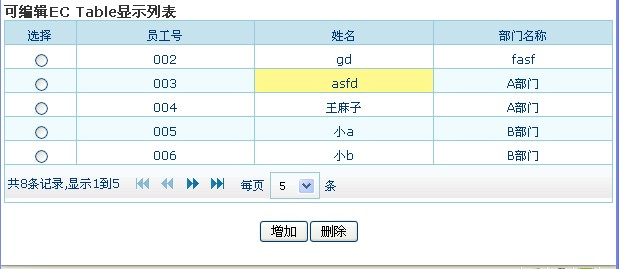 可编辑EC Table显示列表
选择 员工号 姓名 部门名称
002 gd fasf
003 asfd A部门
004 王麻子 A部门
005 小a B部门
006 小b B部门
共8条记录,显示1到5 每页 5 条
增加 删除